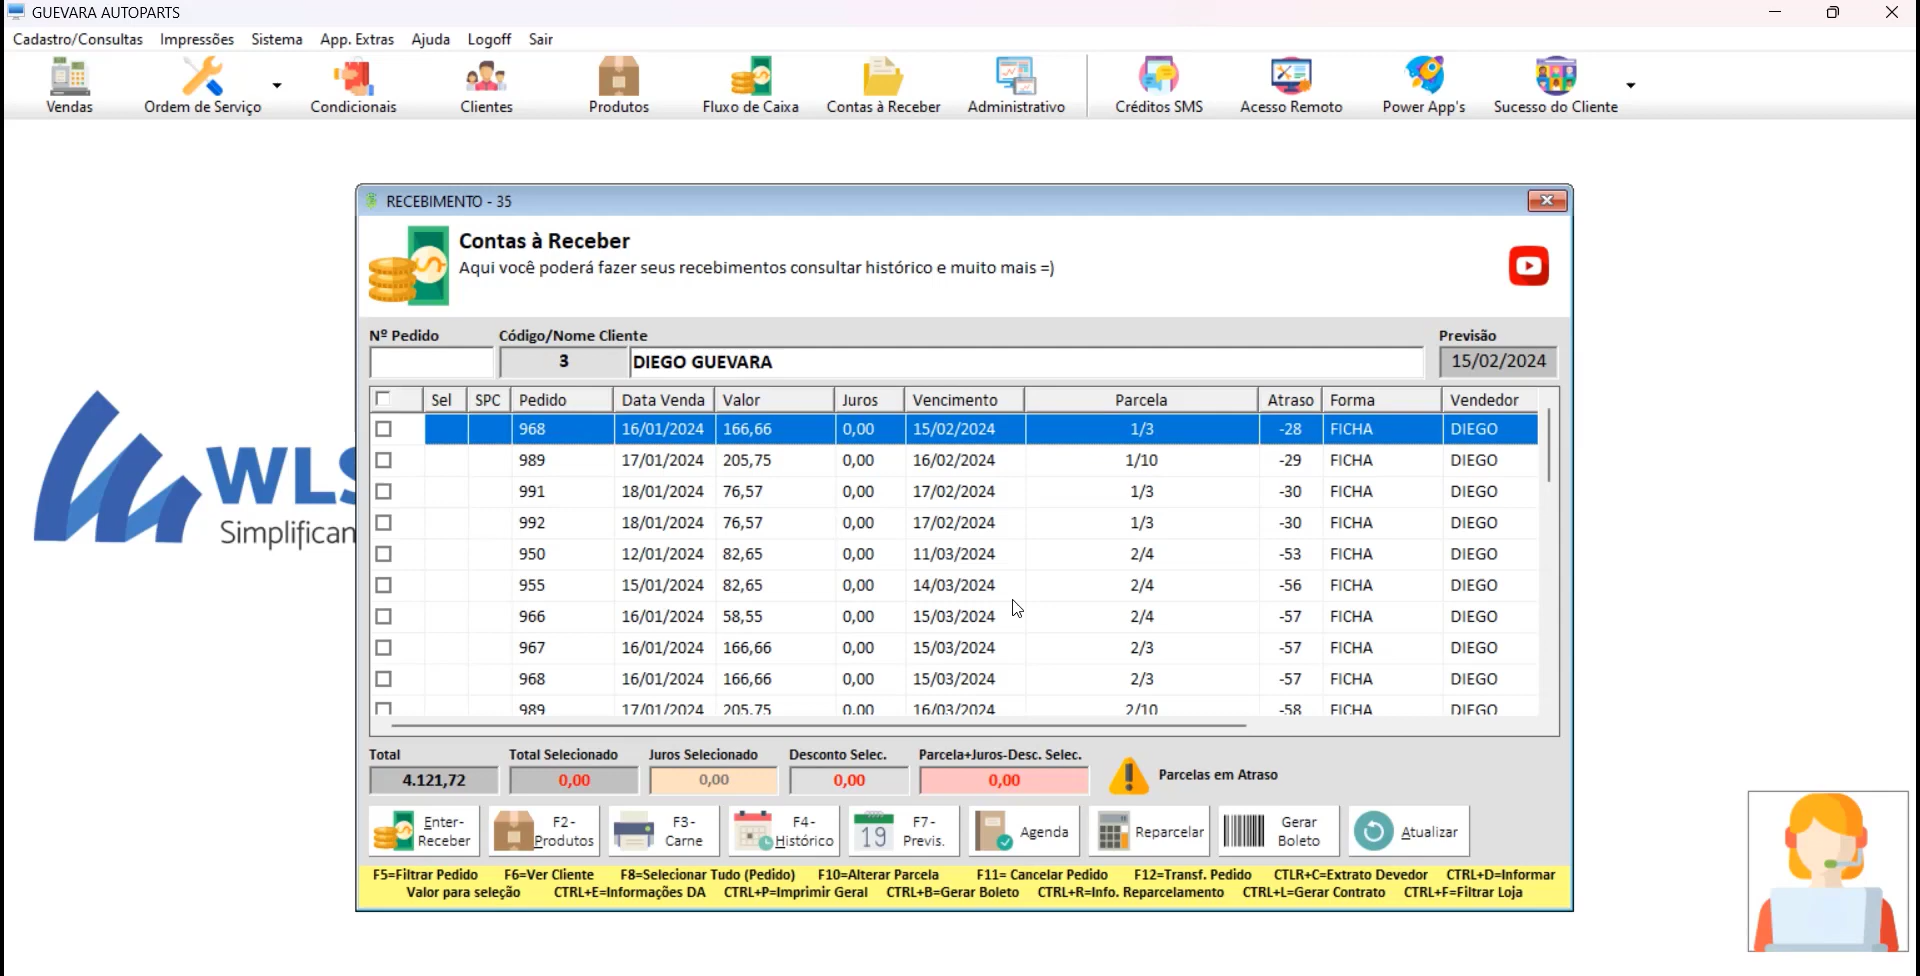 GUEVARA AUTOPARTS
Cadastro/Consultas Impressões Sistema App. Extras Ajuda Logoff Sair
Vendas Ordem de Serviço Condicionais Clientes Produtos Fluxo de Caixa Contas à Receber Administrativo Créditos SMS Acesso Remoto Power App's Sucesso do Cliente
RECEBIMENTO - 35
Contas à Receber
Aqui você poderá fazer seus recebimentos consultar histórico e muito mais =)
Nº Pedido Código/Nome Cliente Previsão
3 DIEGO GUEVARA 15/02/2024
Sel SPC Pedido Data Venda Valor Juros Vencimento Parcela Atraso Forma Vendedor
968 16/01/2024 166,66 0,00 15/02/2024 1/3 -28 FICHA DIEGO
989 17/01/2024 205,75 0,00 16/02/2024 1/10 -29 FICHA DIEGO
991 18/01/2024 76,57 0,00 17/02/2024 1/3 -30 FICHA DIEGO
992 18/01/2024 76,57 0,00 17/02/2024 1/3 -30 FICHA DIEGO
950 12/01/2024 82,65 0,00 11/03/2024 2/4 -53 FICHA DIEGO
955 15/01/2024 82,65 0,00 14/03/2024 2/4 -56 FICHA DIEGO
966 16/01/2024 58,55 0,00 15/03/2024 2/4 -57 FICHA DIEGO
967 16/01/2024 166,66 0,00 15/03/2024 2/3 -57 FICHA DIEGO
968 16/01/2024 166,66 0,00 15/03/2024 2/3 -57 FICHA DIEGO
989 17/01/2024 205,75 0,00 16/03/2024 2/10 -58 FICHA DIEGO
WLS
Simplifican
Total Total Selecionado Juros Selecionado Desconto Selec. Parcela+Juros-Desc. Selec.
4.121,72 0,00 0,00 0,00 0,00 Parcelas em Atraso
Enter- Receber
F2- Produtos
F3- Carne
F4- Histórico
19 F7- Previs.
Agenda
Reparcelar
Gerar Boleto
Atualizar
F5=Filtrar Pedido F6=Ver Cliente F8=Selecionar Tudo (Pedido) F10=Alterar Parcela F11= Cancelar Pedido F12=Transf. Pedido CTLR+C=Extrato Devedor CTRL+D=Informar
Valor para seleção CTRL+E=Informações DA CTRL+P=Imprimir Geral CTRL+B=Gerar Boleto CTRL+R=Info. Reparcelamento CTRL+L=Gerar Contrato CTRL+F=Filtrar Loja